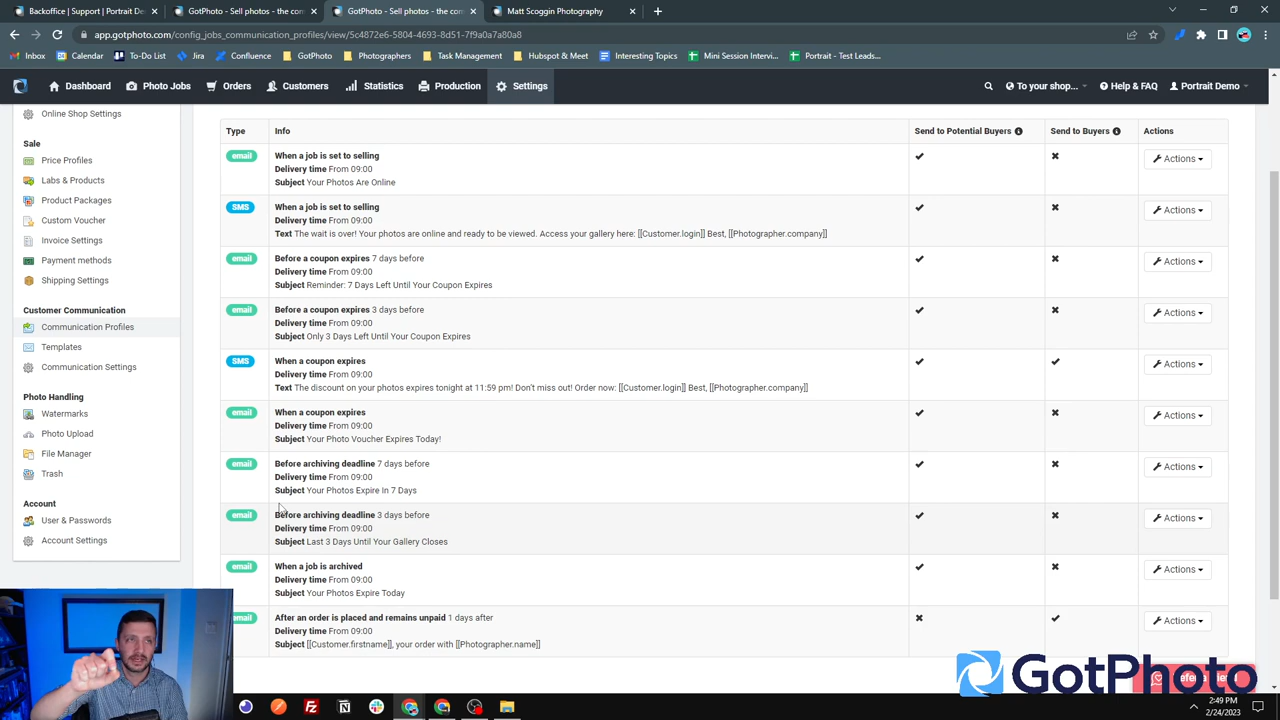 Backoffice | Support | Portrait De
GotPhoto - Sell photos - the com
GotPhoto - Sell photos - the com
Matt Scoggin Photography
app.gotphoto.com/config_jobs_communication_profiles/view/5c4872e6-5804-4693-8d51-7f9a0a7a80a8
Inbox Calendar To-Do List Jira Confluence GotPhoto Photographers Task Management Hubspot & Meet Interesting Topics Mini Session Interv... Portrait - Test Leads...
Dashboard Photo Jobs Orders Customers Statistics Production Settings To your shop... Help & FAQ Portrait Demo
Online Shop Settings
Sale
Price Profiles
Labs & Products
Product Packages
Custom Voucher
Invoice Settings
Payment methods
Shipping Settings
Customer Communication
Communication Profiles
Templates
Communication Settings
Photo Handling
Watermarks
Photo Upload
File Manager
Trash
Account
User & Passwords
Account Settings
Type Info Send to Potential Buyers Send to Buyers Actions
email When a job is set to selling Actions
Delivery time From 09:00
Subject Your Photos Are Online
SMS When a job is set to selling Actions
Delivery time From 09:00
Text The wait is over! Your photos are online and ready to be viewed. Access your gallery here: [[Customer.login]] Best, [[Photographer.company]]
email Before a coupon expires 7 days before Actions
Delivery time From 09:00
Subject Reminder: 7 Days Left Until Your Coupon Expires
email Before a coupon expires 3 days before Actions
Delivery time From 09:00
Subject Only 3 Days Left Until Your Coupon Expires
SMS When a coupon expires Actions
Delivery time From 09:00
Text The discount on your photos expires tonight at 11:59 pm! Don't miss out! Order now: [[Customer.login]] Best, [[Photographer.company]]
email When a coupon expires Actions
Delivery time From 09:00
Subject Your Photo Voucher Expires Today!
email Before archiving deadline 7 days before Actions
Delivery time From 09:00
Subject Your Photos Expire In 7 Days
email Before archiving deadline 3 days before Actions
Delivery time From 09:00
Subject Last 3 Days Until Your Gallery Closes
email When a job is archived Actions
Delivery time From 09:00
Subject Your Photos Expire Today
email After an order is placed and remains unpaid 1 days after Actions
Delivery time From 09:00
Subject [[Customer.firstname]], your order with [[Photographer.name]]
GotPhoto
2:49 PM
2/24/2023